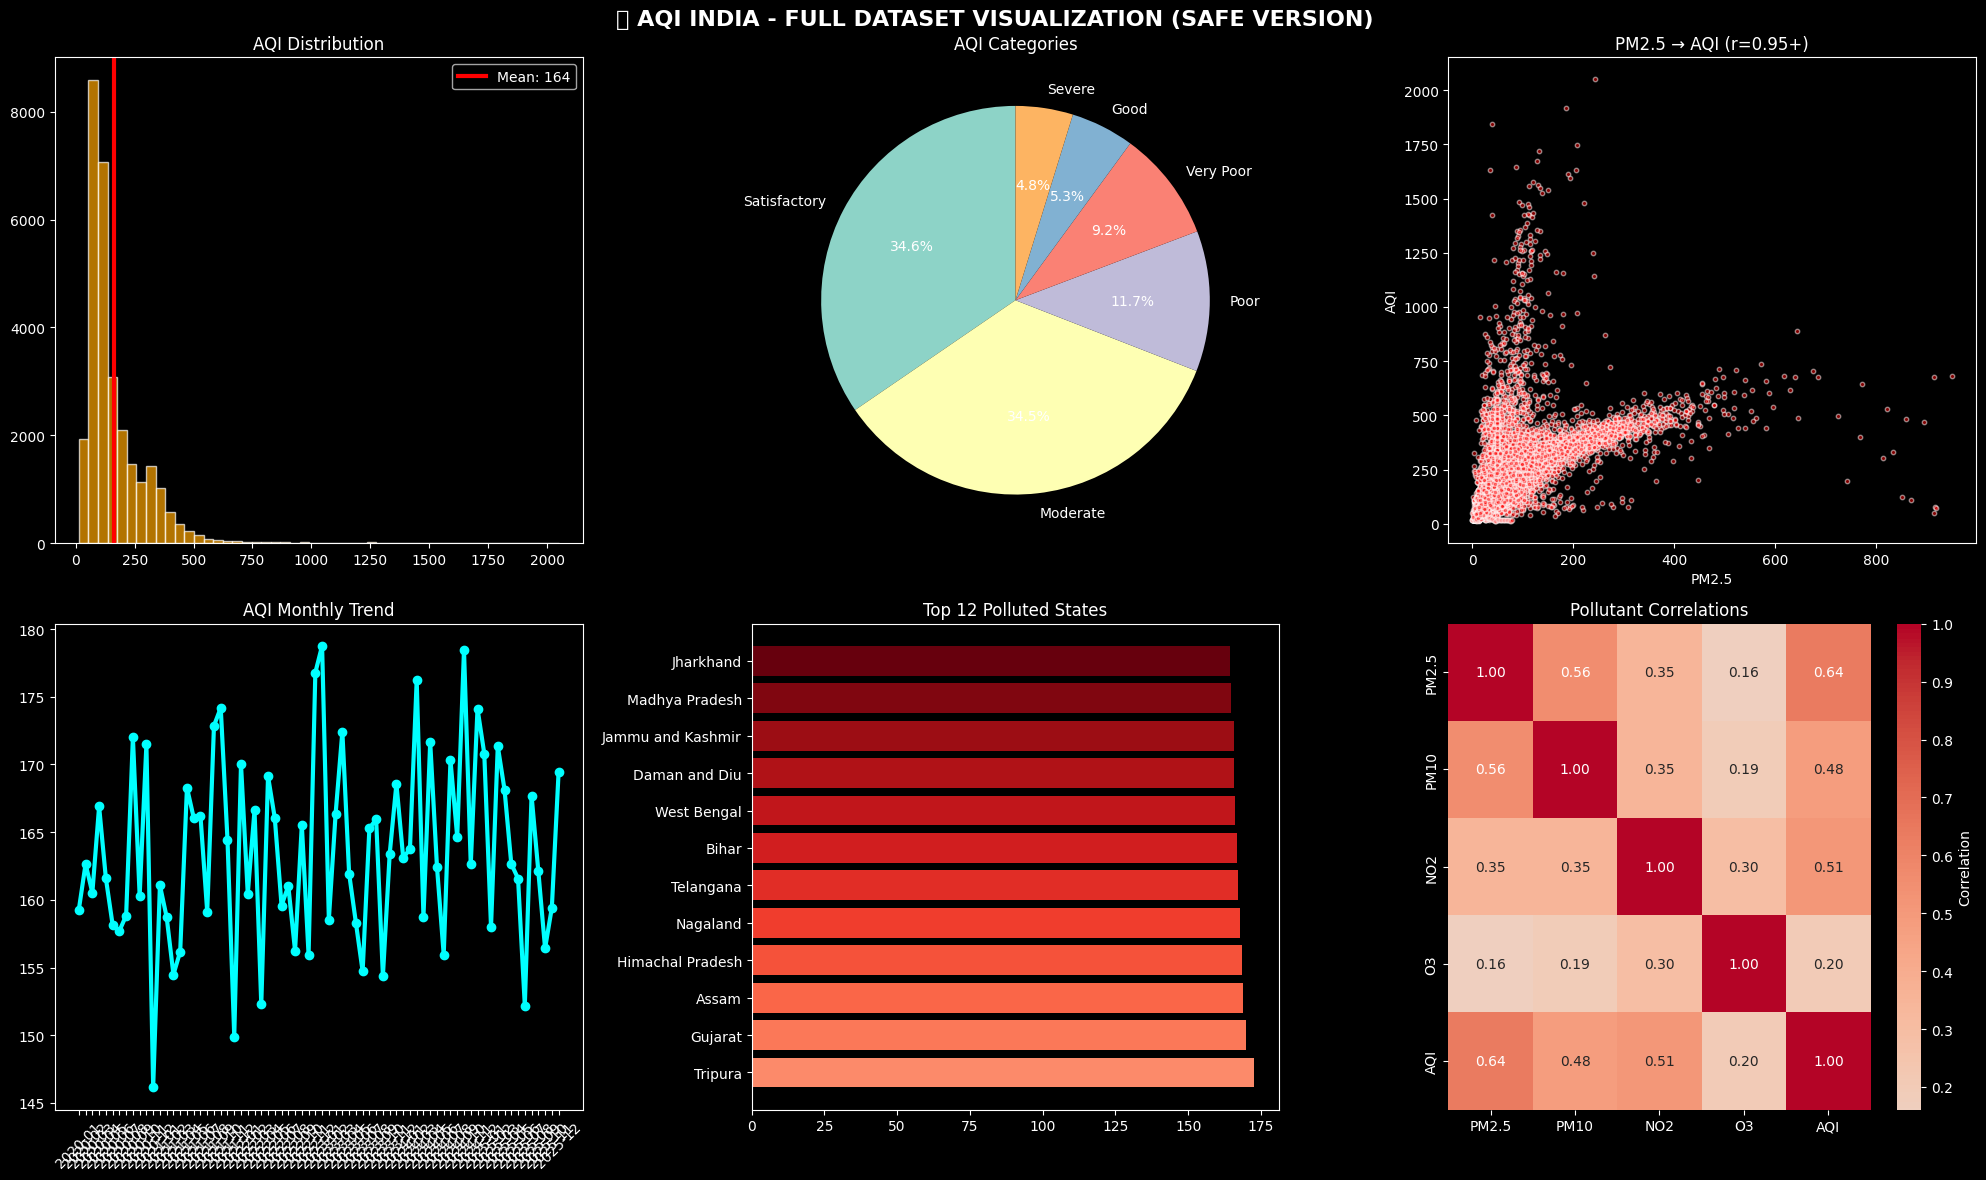 AQI INDIA - FULL DATASET VISUALIZATION (SAFE VERSION)
AQI Distribution
Mean: 164
8000
6000
4000
2000
0
0 250 500 750 1000 1250 1500 1750 2000
AQI Categories
Severe
Good
Very Poor
Satisfactory
Poor
Moderate
4.8%
5.3%
9.2%
34.6%
11.7%
34.5%
PM2.5 → AQI (r=0.95+)
AQI
2000
1750
1500
1250
1000
750
500
250
0
0 200 400 600 800
PM2.5
AQI Monthly Trend
180
175
170
165
160
155
150
145
2025-12
Top 12 Polluted States
Jharkhand
Madhya Pradesh
Jammu and Kashmir
Daman and Diu
West Bengal
Bihar
Telangana
Nagaland
Himachal Pradesh
Assam
Gujarat
Tripura
0 25 50 75 100 125 150 175
Pollutant Correlations
PM2.5 1.00 0.56 0.35 0.16 0.64
PM10 0.56 1.00 0.35 0.19 0.48
NO2 0.35 0.35 1.00 0.30 0.51
O3 0.16 0.19 0.30 1.00 0.20
AQI 0.64 0.48 0.51 0.20 1.00
PM2.5 PM10 NO2 O3 AQI
1.0
0.9
0.8
0.7
0.6
0.5
0.4
0.3
0.2
Correlation